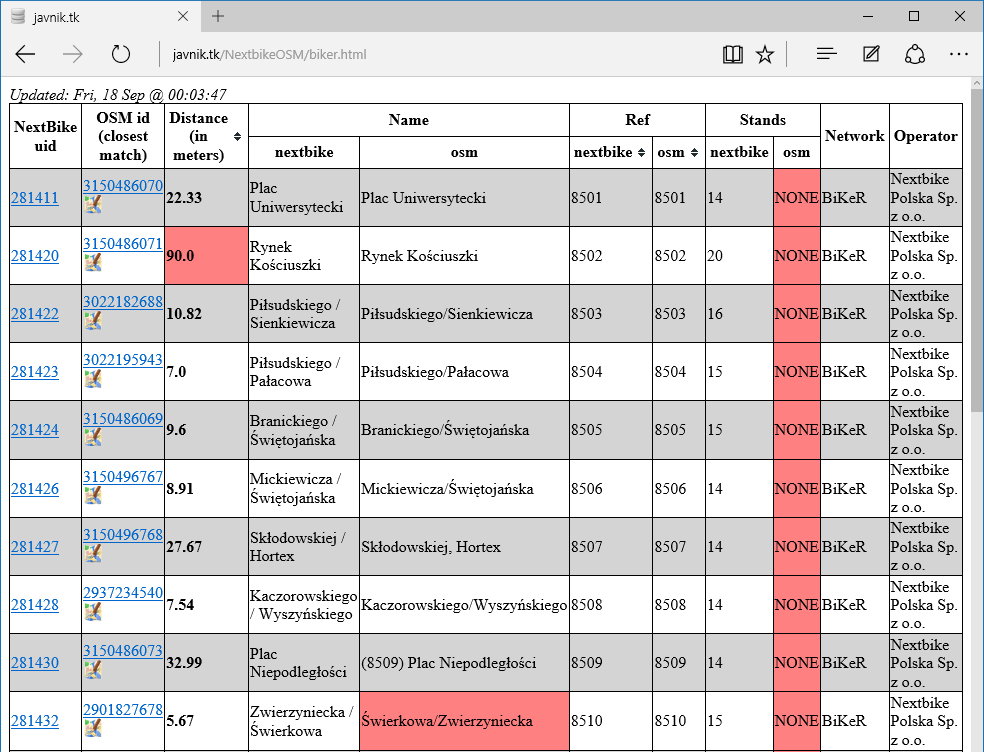 javnik.tk
javnik.tk/NextbikeOSM/biker.html
Updated: Fri, 18 Sep @ 00:03:47
NextBike uid OSM id (closest match) Distance (in meters) Name Ref Stands Network Operator
nextbike osm nextbike osm nextbike osm
281411 3150486070 22.33 Plac Uniwersytecki Plac Uniwersytecki 8501 8501 14 NONE BiKeR Nextbike Polska Sp. z o.o.
281420 3150486071 90.0 Rynek Kościuszki Rynek Kościuszki 8502 8502 20 NONE BiKeR Nextbike Polska Sp. z o.o.
281422 3022182688 10.82 Piłsudskiego / Sienkiewicza Piłsudskiego/Sienkiewicza 8503 8503 16 NONE BiKeR Nextbike Polska Sp. z o.o.
281423 3022195943 7.0 Piłsudskiego / Pałacowa Piłsudskiego/Pałacowa 8504 8504 15 NONE BiKeR Nextbike Polska Sp. z o.o.
281424 3150486069 9.6 Branickiego / Świętojańska Branickiego/Świętojańska 8505 8505 15 NONE BiKeR Nextbike Polska Sp. z o.o.
281426 3150496767 8.91 Mickiewicza / Świętojańska Mickiewicza/Świętojańska 8506 8506 14 NONE BiKeR Nextbike Polska Sp. z o.o.
281427 3150496768 27.67 Skłodowskiej / Hortex Skłodowskiej, Hortex 8507 8507 14 NONE BiKeR Nextbike Polska Sp. z o.o.
281428 2937234540 7.54 Kaczorowskiego / Wyszyńskiego Kaczorowskiego/Wyszyńskiego 8508 8508 14 NONE BiKeR Nextbike Polska Sp. z o.o.
281430 3150486073 32.99 Plac Niepodległości (8509) Plac Niepodległości 8509 8509 14 NONE BiKeR Nextbike Polska Sp. z o.o.
281432 2901827678 5.67 Zwierzyniecka / Świerkowa Świerkowa/Zwierzyniecka 8510 8510 15 NONE BiKeR Nextbike Polska Sp. z o.o.